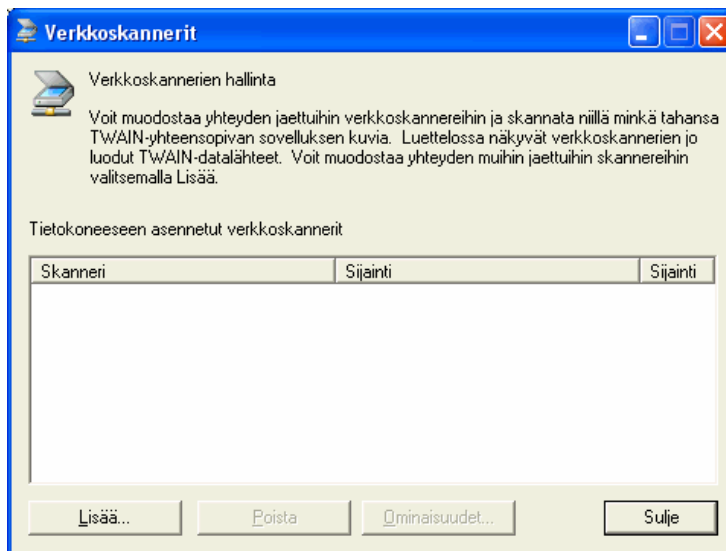 Verkkoskannerit
Verkkoskannerien hallinta
Voit muodostaa yhteyden jaettuihin verkkoskannereihin ja skannata niillä minkä tahansa
TWAIN-yhteensopivan sovelluksen kuvia. Luettelossa näkyvät verkkoskannerien jo
luodut TWAIN-datalähteet. Voit muodostaa yhteyden muihin jaettuihin skannereihin
valitsemalla Lisää.
Tietokoneeseen asennetut verkkoskannerit
Skanneri Sijainti Sijainti
Lisää... Poista Ominaisuudet... Sulje